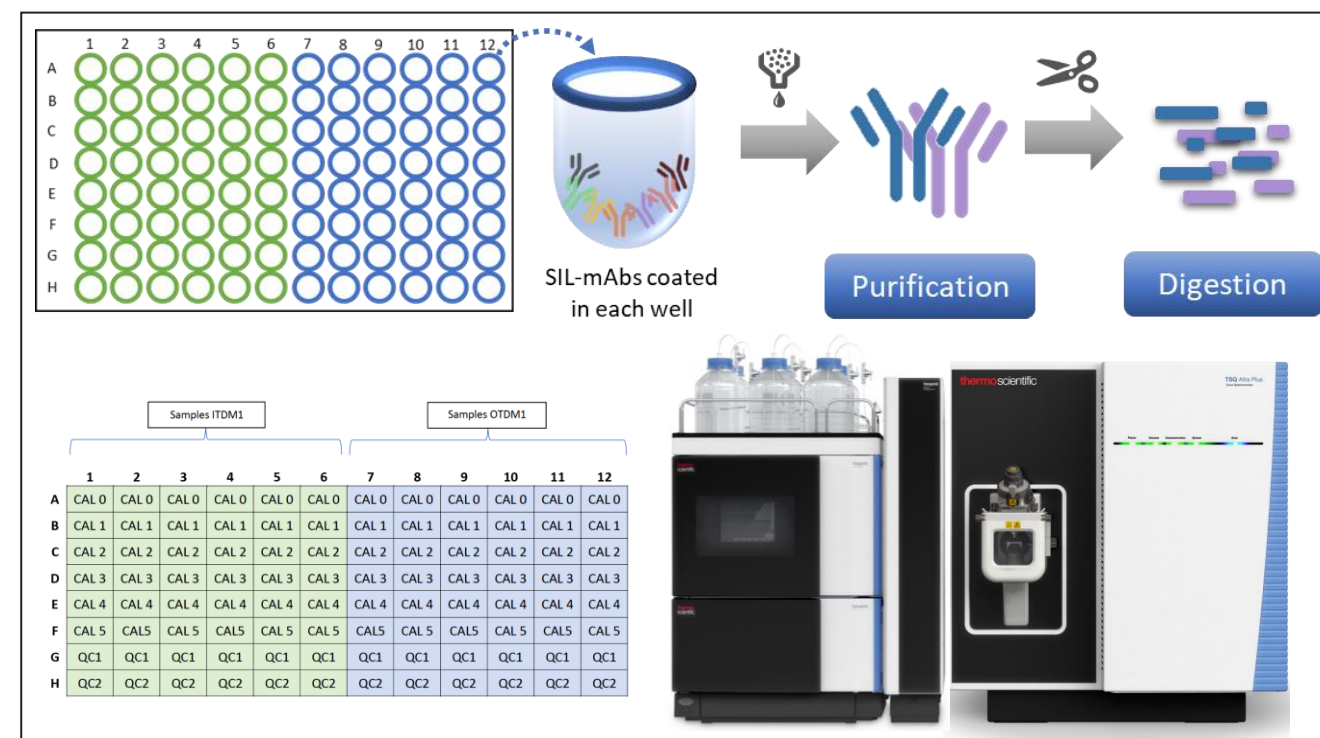 1 2 3 4 5 6 7 8 9 10 11 12
A
B
C
D
E
F
G
H
SIL-mAbs coated
in each well
Purification
Digestion
Samples ITDM1
Samples OTDM1
1 2 3 4 5 6 7 8 9 10 11 12
A CAL 0 CAL 0 CAL 0 CAL 0 CAL 0 CAL 0 CAL 0 CAL 0 CAL 0 CAL 0 CAL 0 CAL 0
B CAL 1 CAL 1 CAL 1 CAL 1 CAL 1 CAL 1 CAL 1 CAL 1 CAL 1 CAL 1 CAL 1 CAL 1
C CAL 2 CAL 2 CAL 2 CAL 2 CAL 2 CAL 2 CAL 2 CAL 2 CAL 2 CAL 2 CAL 2 CAL 2
D CAL 3 CAL 3 CAL 3 CAL 3 CAL 3 CAL 3 CAL 3 CAL 3 CAL 3 CAL 3 CAL 3 CAL 3
E CAL 4 CAL 4 CAL 4 CAL 4 CAL 4 CAL 4 CAL 4 CAL 4 CAL 4 CAL 4 CAL 4 CAL 4
F CAL 5 CAL5 CAL 5 CAL5 CAL 5 CAL 5 CAL5 CAL 5 CAL5 CAL 5 CAL5 CAL 5
G QC1 QC1 QC1 QC1 QC1 QC1 QC1 QC1 QC1 QC1 QC1 QC1
H QC2 QC2 QC2 QC2 QC2 QC2 QC2 QC2 QC2 QC2 QC2 QC2
thermo scientific
thermo scientific
thermoscientific
TSQ Altis Plus